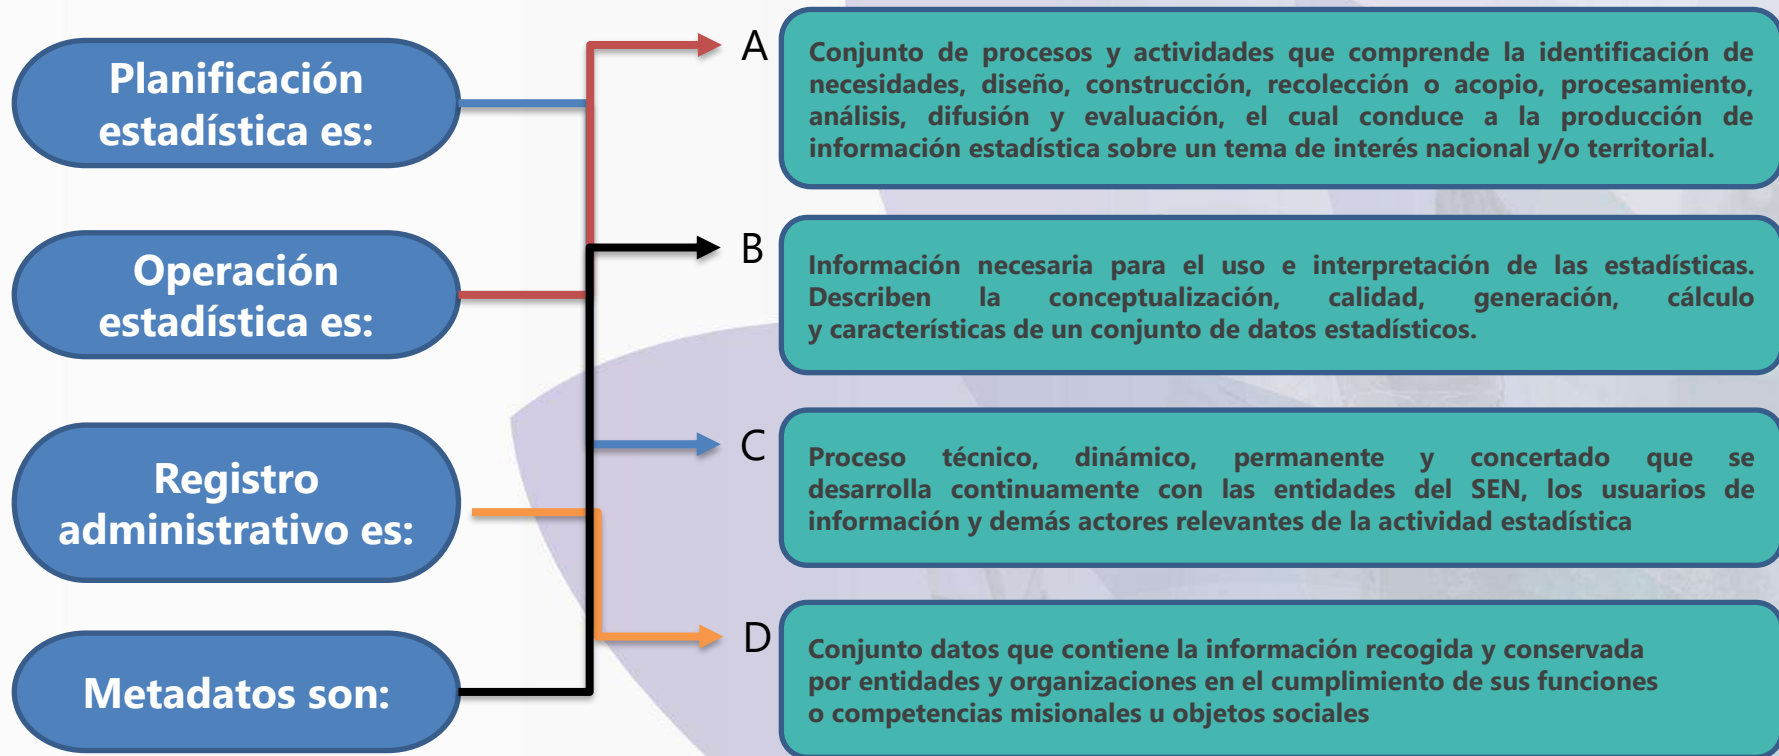 Planificación
estadística es:
A
Conjunto de procesos y actividades que comprende la identificación de
necesidades, diseño, construcción, recolección o acopio, procesamiento,
análisis, difusión y evaluación, el cual conduce a la producción de
información estadística sobre un tema de interés nacional y/o territorial.
Operación
estadística es:
B
Información necesaria para el uso e interpretación de las estadísticas.
Describen la conceptualización, calidad, generación, cálculo
y características de un conjunto de datos estadísticos.
Registro
administrativo es:
C
Proceso técnico, dinámico, permanente y concertado que se
desarrolla continuamente con las entidades del SEN, los usuarios de
información y demás actores relevantes de la actividad estadística
Metadatos son:
D
Conjunto datos que contiene la información recogida y conservada
por entidades y organizaciones en el cumplimiento de sus funciones
o competencias misionales u objetos sociales